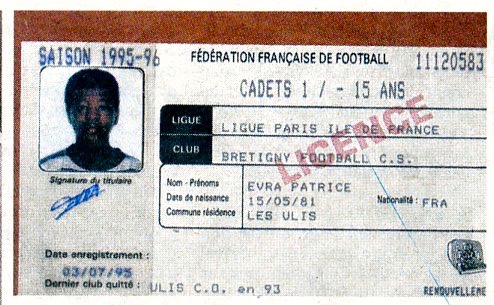 SAISON 1995-96 FÉDÉRATION FRANÇAISE DE FOOTBALL 11120583
CADETS 1 / - 15 ANS
LIGUE LIGUE PARIS ILE DE FRANCE
CLUB BRETIGNY FOOTBALL C.S.
LICENCE
Signature du titulaire
Nom - Prénoms EVRA PATRICE
Date de naissance 15/05/81 Nationalité : FRA
Commune résidence LES ULIS
Date enregistrement :
03/07/95
Dernier club quitté : ULIS C.O. en 93
RENOUVELLEME